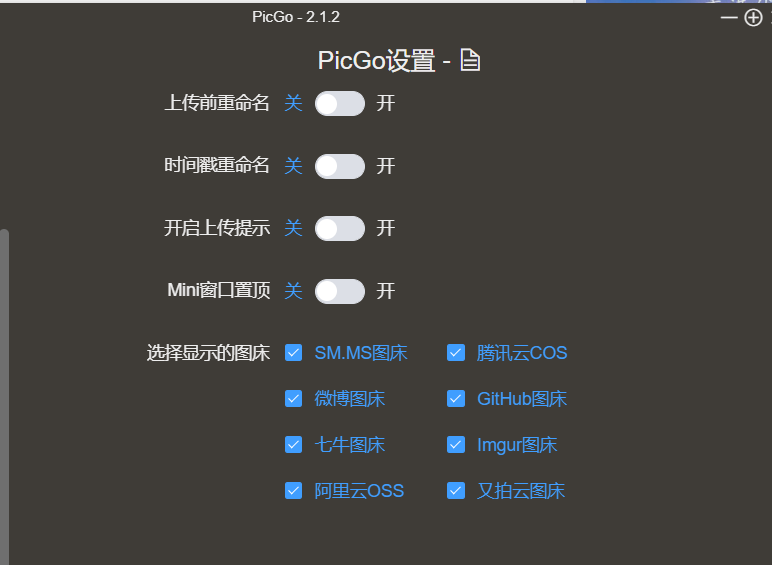 PicGo - 2.1.2
PicGo设置 -
上传前重命名 关 开
时间戳重命名 关 开
开启上传提示 关 开
Mini窗口置顶 关 开
选择显示的图床 SM.MS图床 腾讯云COS
微博图床 GitHub图床
七牛图床 Imgur图床
阿里云OSS 又拍云图床